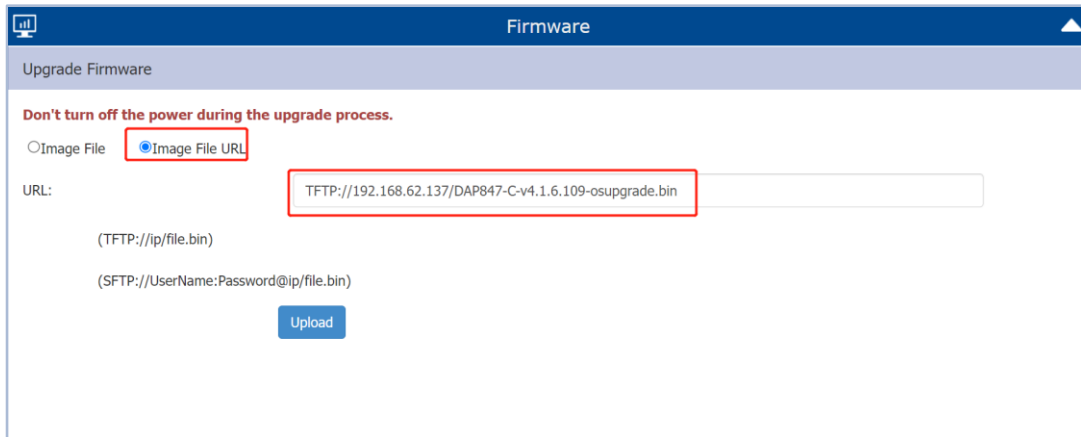 Firmware
Upgrade Firmware
Don't turn off the power during the upgrade process.
Image File Image File URL
URL: TFTP://192.168.62.137/DAP847-C-v4.1.6.109-osupgrade.bin
(TFTP://ip/file.bin)
(SFTP://UserName:Password@ip/file.bin)
Upload